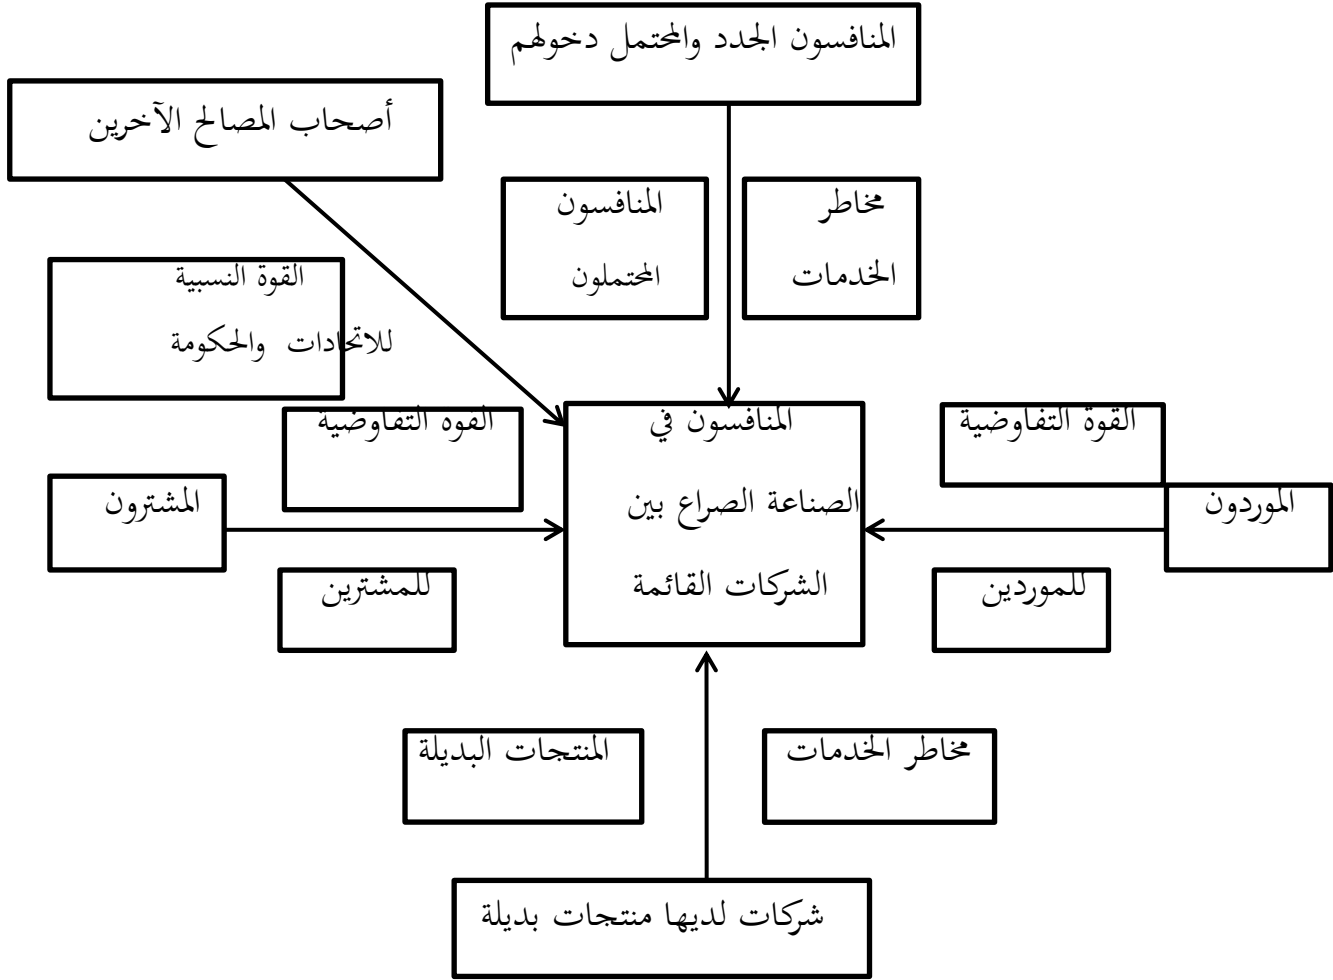 المنافسون الجدد والمحتمل دخولهم
أصحاب المصالح الآخرين
مخاطر
الخدمات
المنافسون
المحتملون
القوة النسبية
للاتحادات والحكومة
القوة التفاوضية
القوه التفاوضية
المنافسون في
الصناعة الصراع بين
الشركات القائمة
الموردون
المشترون
للموردين
للمشترين
مخاطر الخدمات
المنتجات البديلة
شركات لديها منتجات بديلة